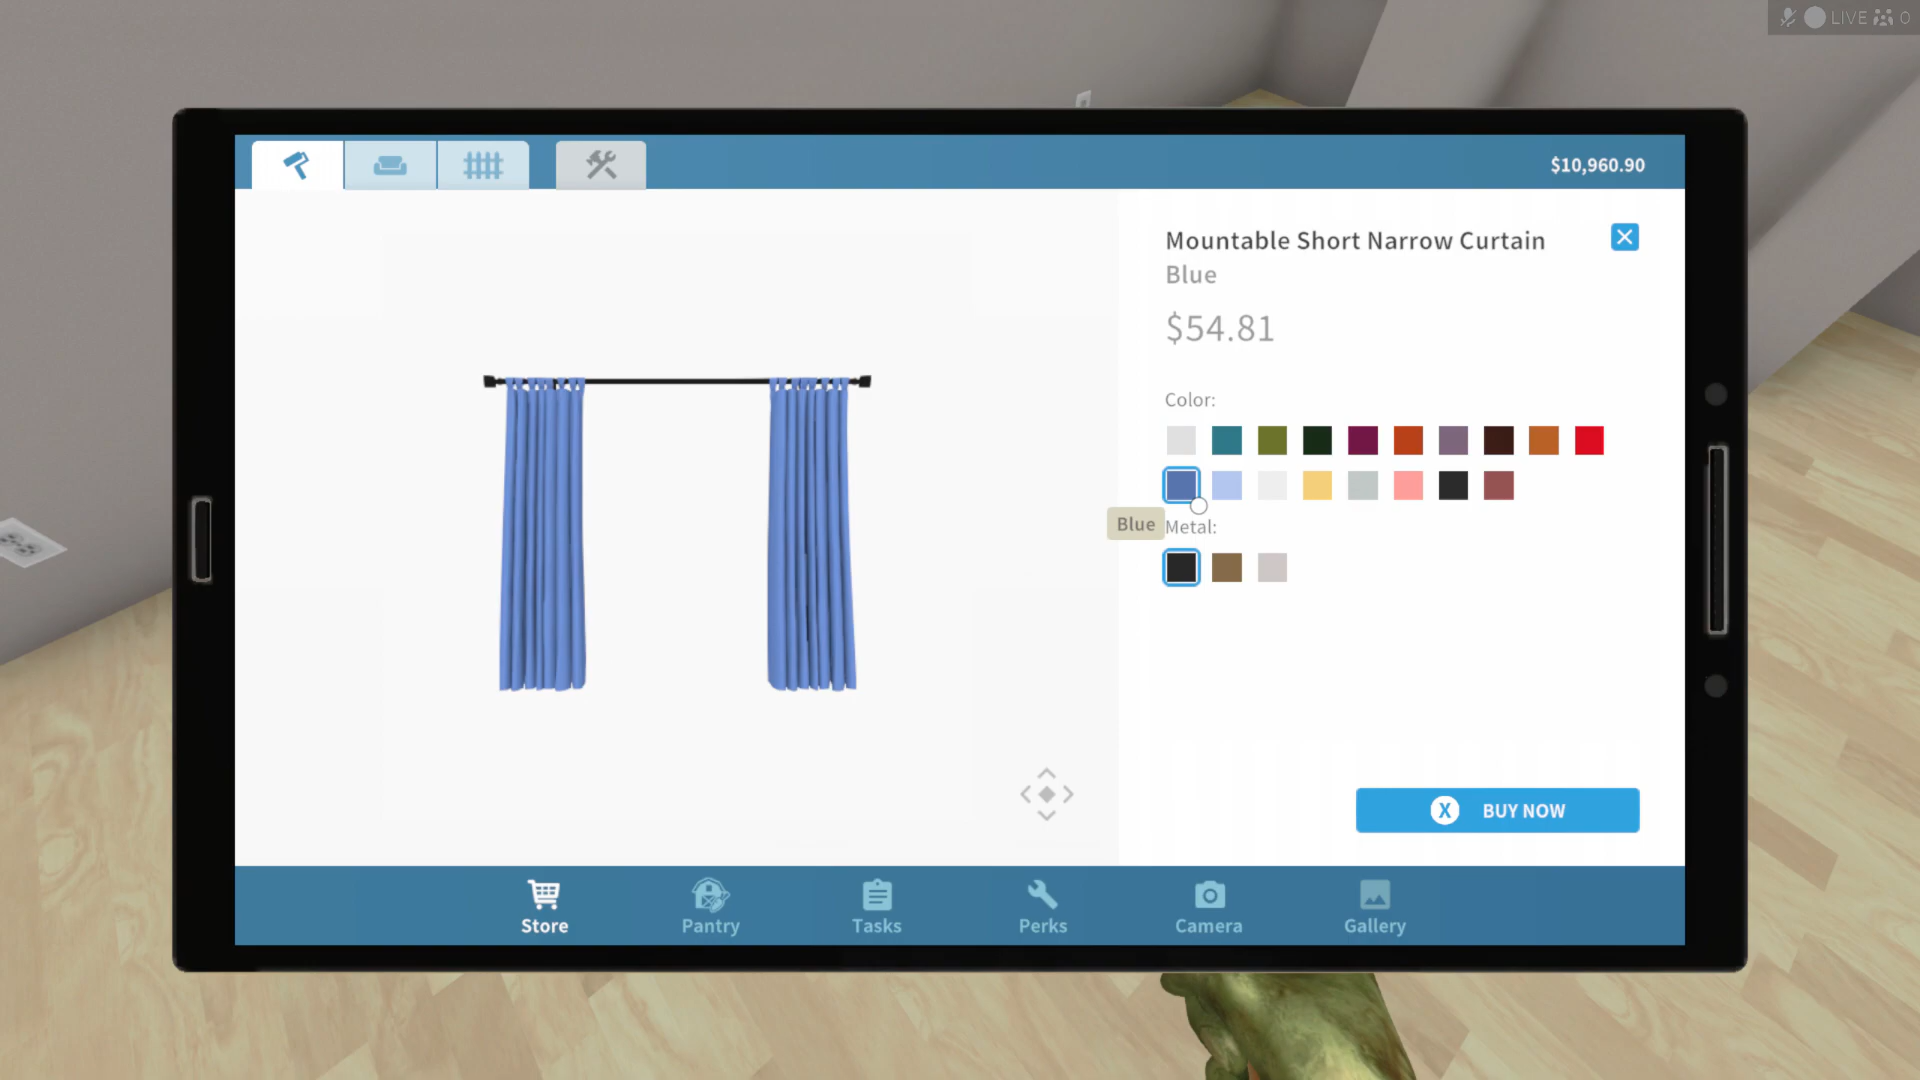 LIVE 0
$10,960.90
Mountable Short Narrow Curtain
Blue
$54.81
Color:
Blue
Metal:
X BUY NOW
Store
Pantry
Tasks
Perks
Camera
Gallery